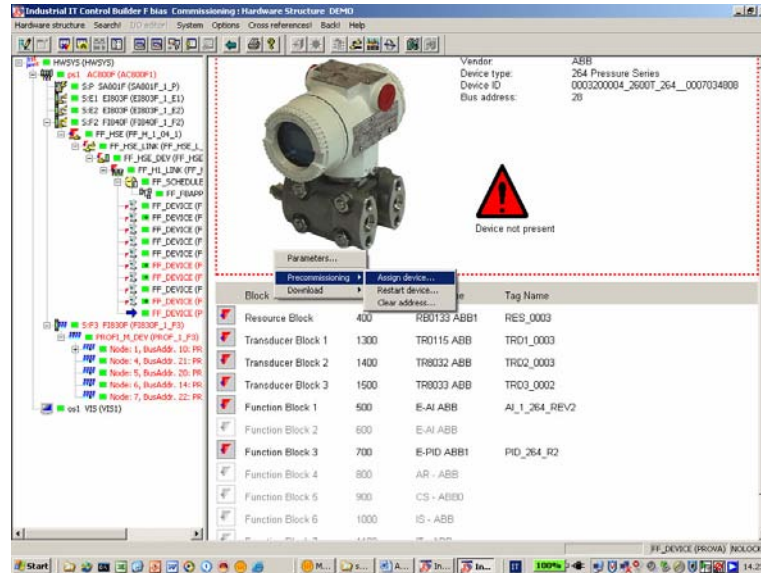 Industrial IT Control Builder F bias Commissioning : Hardware Structure DEMO
Hardware structure Search! I/O editor! System Options Cross references! Back! Help
HWSYS (HWSYS)
ps1 AC800F (AC800F1)
S:P SA801F (SA801F_1_P)
S:E1 EI803F (EI803F_1_E1)
S:E2 EI803F (EI803F_1_E2)
S:F2 FI840F (FI840F_1_F2)
FF_HSE (FF_H_1_04_1)
FF_HSE_LINK (FF_HSE_L_
FF_HSE_DEV (FF_HSE
FF_H1_LINK (FF_
FF_SCHEDULE
FF_FBAPP
FF_DEVICE (F
FF_DEVICE (F
FF_DEVICE (F
FF_DEVICE (F
FF_DEVICE (F
FF_DEVICE (F
FF_DEVICE (F
FF_DEVICE (F
FF_DEVICE (P
S:F3 FI830F (FI830F_1_F3)
PROFI_M_DEV (PROF_1_F3)
Node: 1, BusAddr. 10: PR
Node: 4, BusAddr. 21: PR
Node: 5, BusAddr. 20: PR
Node: 6, BusAddr. 14: PR
Node: 7, BusAddr. 22: PR
os1 VIS (VIS1)
Vendor: ABB
Device type: 264 Pressure Series
Device ID 0003200004_2600T_264__0007034808
Bus address: 28
Device not present
Parameters...
Precommissioning
Download
Assign device...
Restart device...
Clear address...
Block Tag Name
Resource Block 400 RB0133 ABB1 RES_0003
Transducer Block 1 1300 TR0115 ABB TRD1_0003
Transducer Block 2 1400 TR8032 ABB TRD2_0003
Transducer Block 3 1500 TR8033 ABB TRD3_0002
Function Block 1 500 E-AI ABB AI_1_264_REV2
Function Block 2 600 E-AI ABB
Function Block 3 700 E-PID ABB1 PID_264_R2
Function Block 4 800 AR - ABB
Function Block 5 900 CS - ABB0
Function Block 6 1000 IS - ABB
FF_DEVICE (PROVA) NOLOCK
Start M... s... A... In... In... 100% 14.2